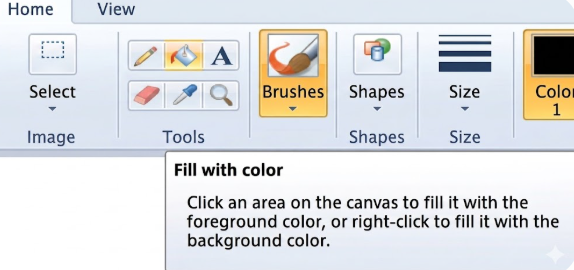 Home View
A
Select Brushes Shapes Size Color
1
Image Tools Shapes Size
Fill with color
Click an area on the canvas to fill it with the
foreground color, or right-click to fill it with the
background color.